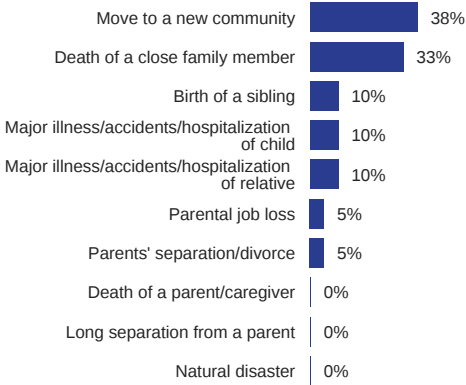 Move to a new community 38%
Death of a close family member 33%
Birth of a sibling 10%
Major illness/accidents/hospitalization
of child 10%
Major illness/accidents/hospitalization
of relative 10%
Parental job loss 5%
Parents' separation/divorce 5%
Death of a parent/caregiver 0%
Long separation from a parent 0%
Natural disaster 0%